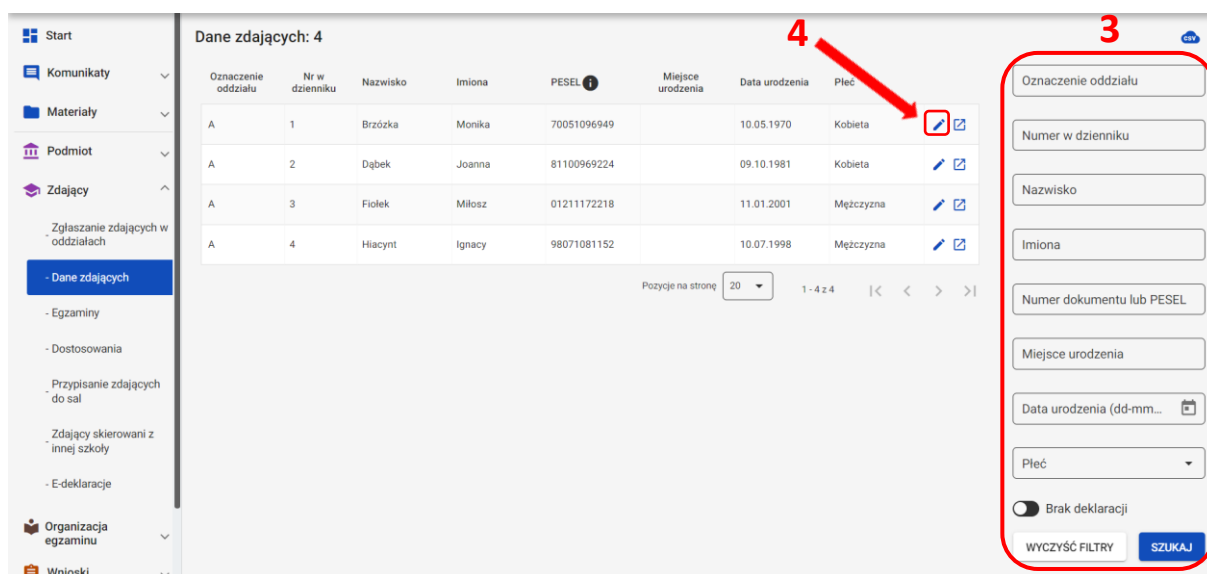 Start
Komunikaty
Materiały
Podmiot
Zdający
- Zgłaszanie zdających w
oddziałach
- Dane zdających
- Egzaminy
- Dostosowania
- Przypisanie zdających
do sal
- Zdający skierowani z
innej szkoły
- E-deklaracje
Organizacja
egzaminu
Wnioski
Dane zdających: 4
4
Oznaczenie oddziału Nr w dzienniku Nazwisko Imiona PESEL i Miejsce urodzenia Data urodzenia Płeć
A 1 Brzózka Monika 70051096949 10.05.1970 Kobieta
A 2 Dąbek Joanna 81100969224 09.10.1981 Kobieta
A 3 Fiołek Miłosz 01211172218 11.01.2001 Mężczyzna
A 4 Hiacynt Ignacy 98071081152 10.07.1998 Mężczyzna
Pozycje na stronę 20 1 - 4 z 4
3
CSV
Oznaczenie oddziału
Numer w dzienniku
Nazwisko
Imiona
Numer dokumentu lub PESEL
Miejsce urodzenia
Data urodzenia (dd-mm...
Płeć
Brak deklaracji
WYCZYŚĆ FILTRY SZUKAJ